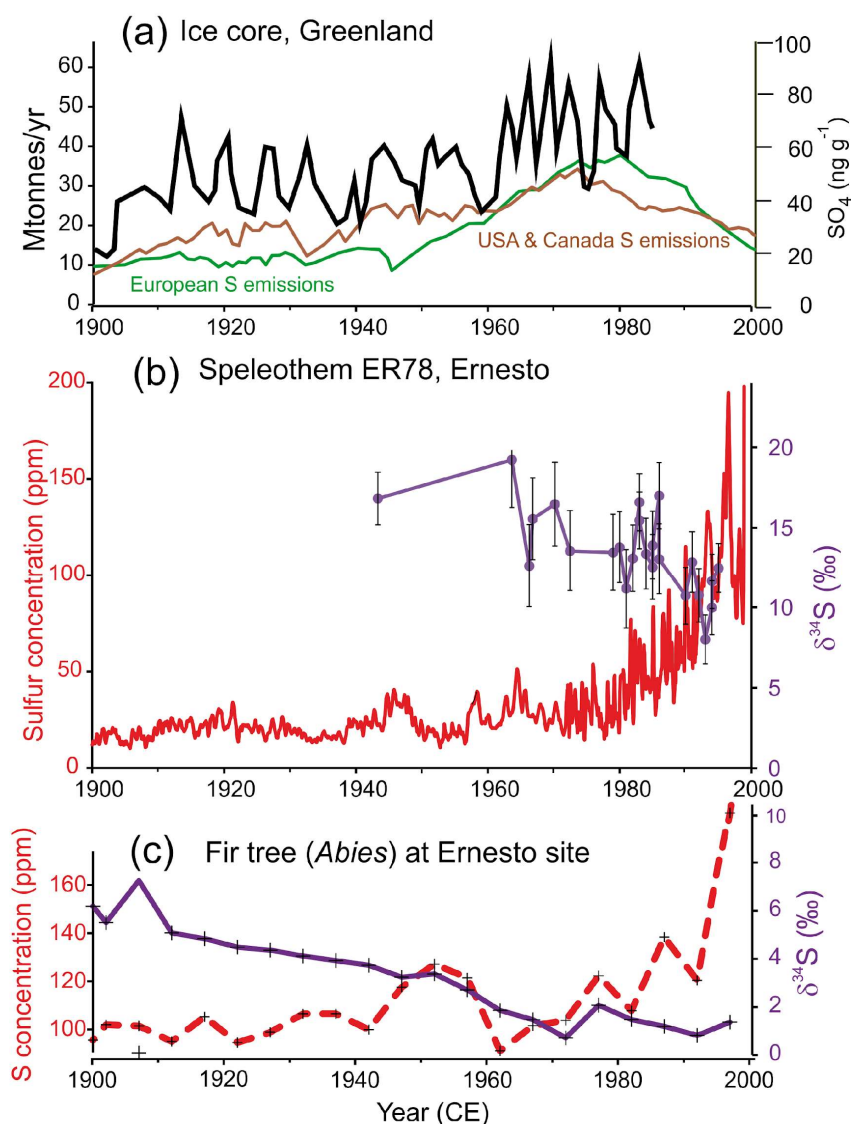 (a) Ice core, Greenland
Mtonnes/yr
60
50
40
30
20
10
0
100
80
60
40
20
0
SO4 (ng g-1)
USA & Canada S emissions
European S emissions
1900 1920 1940 1960 1980 2000
(b) Speleothem ER78, Ernesto
Sulfur concentration (ppm)
200
150
100
50
0
20
15
10
5
0
δ34S (‰)
1900 1920 1940 1960 1980 2000
(c) Fir tree (Abies) at Ernesto site
S concentration (ppm)
160
140
120
100
10
8
6
4
2
0
δ34S (‰)
1900 1920 1940 1960 1980 2000
Year (CE)